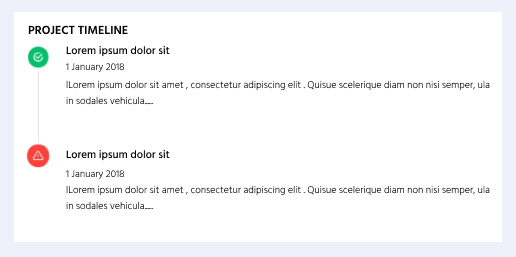 PROJECT TIMELINE
Lorem ipsum dolor sit
1 January 2018
lLorem ipsum dolor sit amet , consectetur adipiscing elit . Quisue scelerique diam non nisi semper, ula
in sodales vehicula.....
Lorem ipsum dolor sit
1 January 2018
lLorem ipsum dolor sit amet , consectetur adipiscing elit . Quisue scelerique diam non nisi semper, ula
in sodales vehicula.....